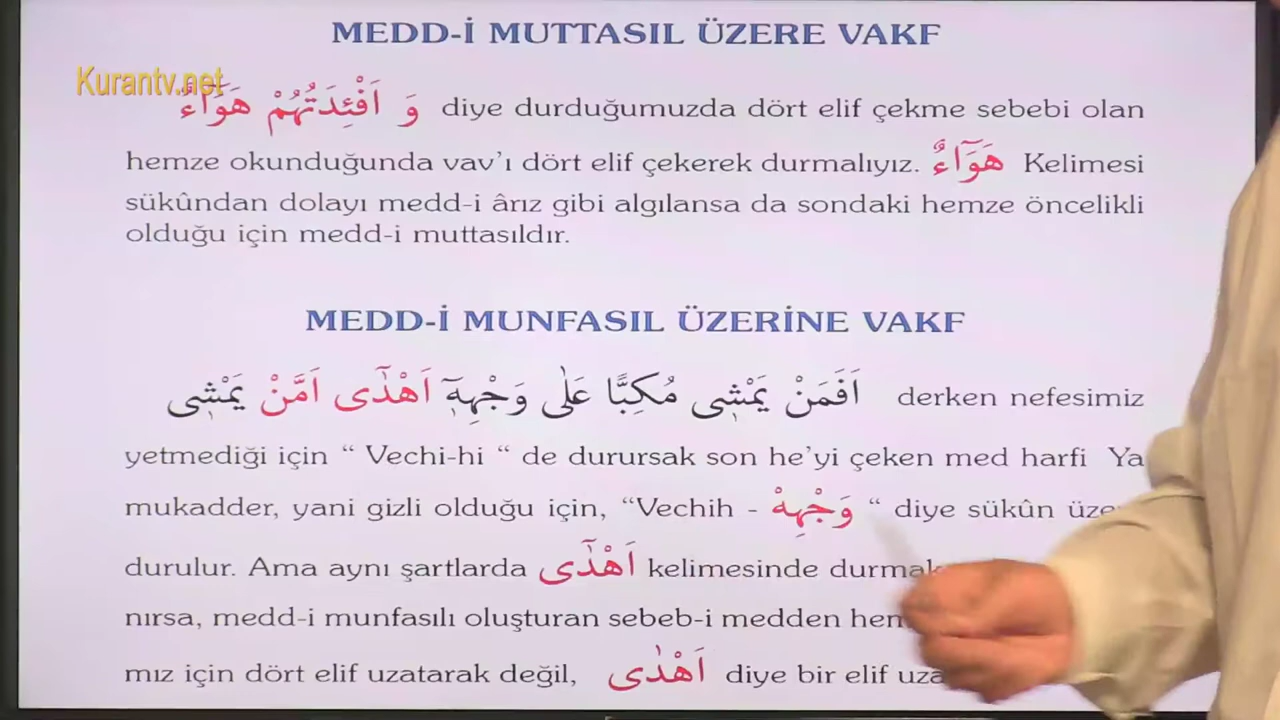 MEDD-İ MUTTASIL ÜZERE VAKF
Kurantv.net
وَ اَفْئِدَتُهُمْ هَوَٓاءٌ diye durduğumuzda dört elif çekme sebebi olan
hemze okunduğunda vav’ı dört elif çekerek durmalıyız. هَوَٓاءٌ Kelimesi
sükûndan dolayı medd-i ârız gibi algılansa da sondaki hemze öncelikli
olduğu için medd-i muttasıldır.
MEDD-İ MUNFASIL ÜZERİNE VAKF
اَفَمَنْ يَمْشٖى مُكِبًّا عَلٰى وَجْهِهٖٓ اَهْدٰٓى اَمَّنْ يَمْشٖى derken nefesimiz
yetmediği için “ Vechi-hi “ de durursak son he’yi çeken med harfi Ya
mukadder, yani gizli olduğu için, “Vechih - وَجْهِهْ “ diye sükûn
durulur. Ama aynı şartlarda اَهْدٰٓى kelimesinde
nırsa, medd-i munfasılı oluşturan sebeb-i medden
mız için dört elif uzatarak değil, اَهْدٰى diye bir elif